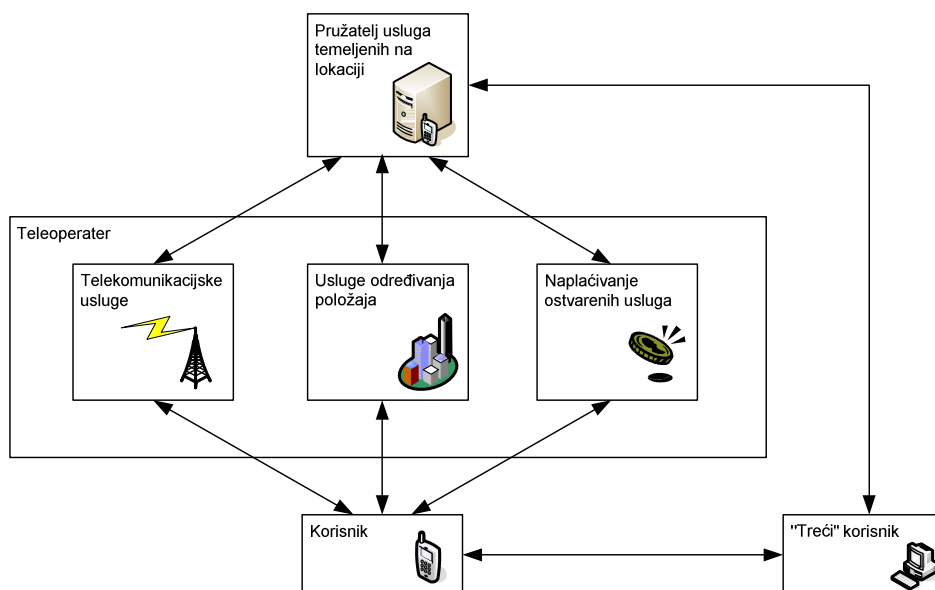 Pružatelj usluga
temeljenih na
lokaciji
Teleoperater
Telekomunikacijske
usluge
Usluge određivanja
položaja
Naplaćivanje
ostvarenih usluga
Korisnik
"Treći" korisnik